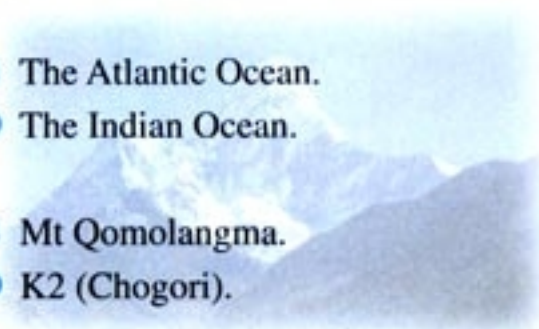 The Atlantic Ocean.
The Indian Ocean.
Mt Qomolangma.
K2 (Chogori).